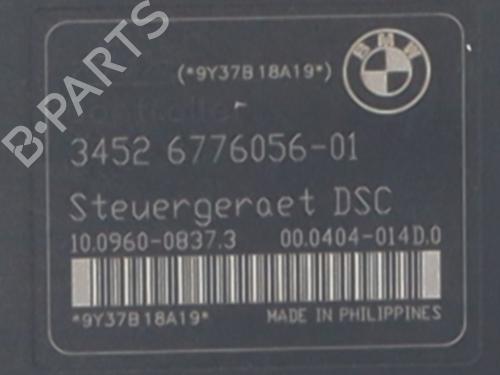 (*9Y37B18A19*)
BMW
3452 6776056-01
Steuergeraet DSC
10.0960-0837.3 00.0404-014D.0
*9Y37B18A19*
MADE IN PHILIPPINES
B-PARTS